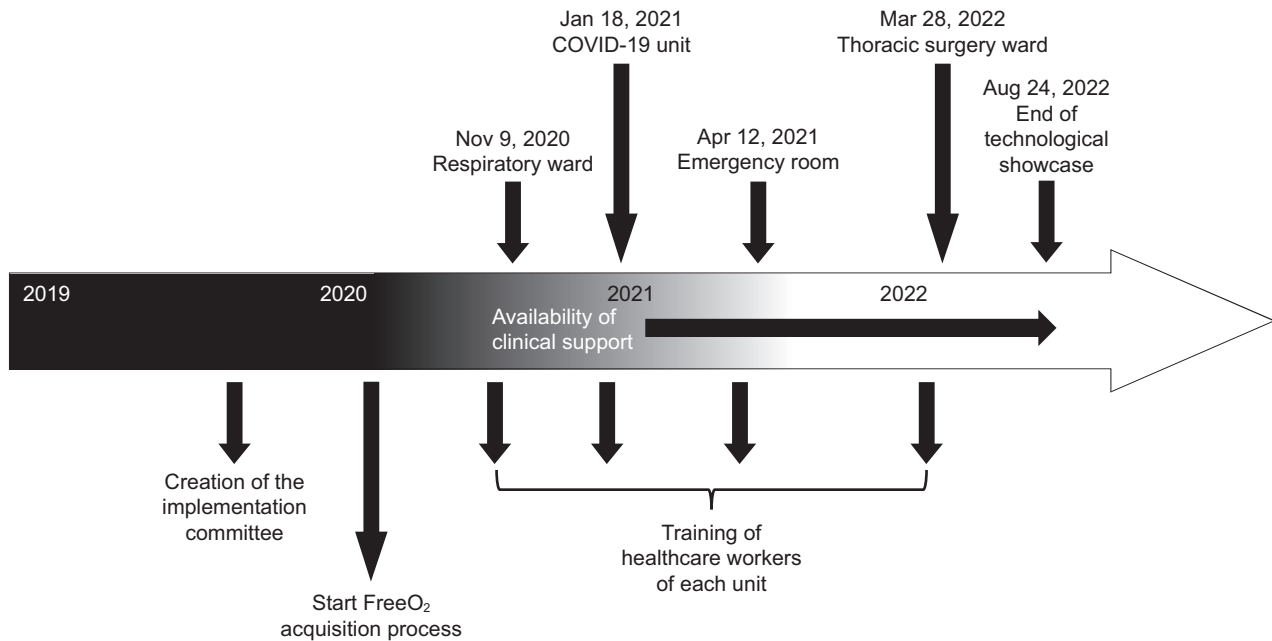 Jan 18, 2021
COVID-19 unit
Mar 28, 2022
Thoracic surgery ward
Aug 24, 2022
End of
technological
showcase
Nov 9, 2020
Respiratory ward
Apr 12, 2021
Emergency room
2019
2020
2021
2022
Availability of
clinical support
Creation of the
implementation
committee
Start FreeO₂
acquisition process
Training of
healthcare workers
of each unit